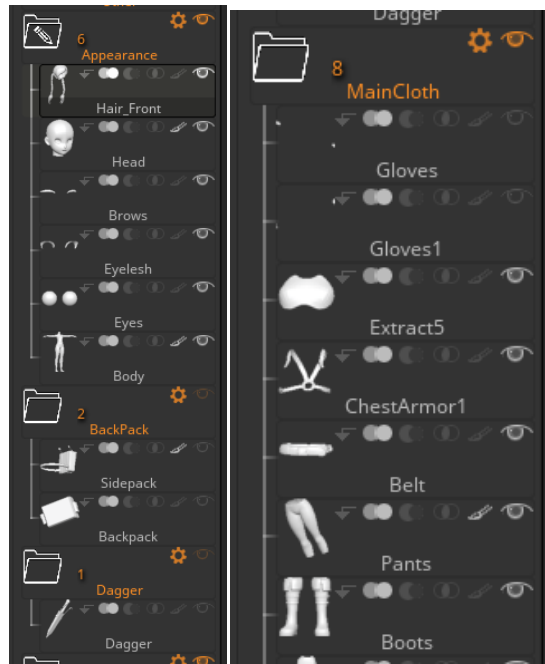 6
Appearance
Hair_Front
Head
Brows
Eyelesh
Eyes
Body
2
BackPack
Sidepack
Backpack
1
Dagger
Dagger
Dagger
8
MainCloth
Gloves
Gloves1
Extract5
ChestArmor1
Belt
Pants
Boots